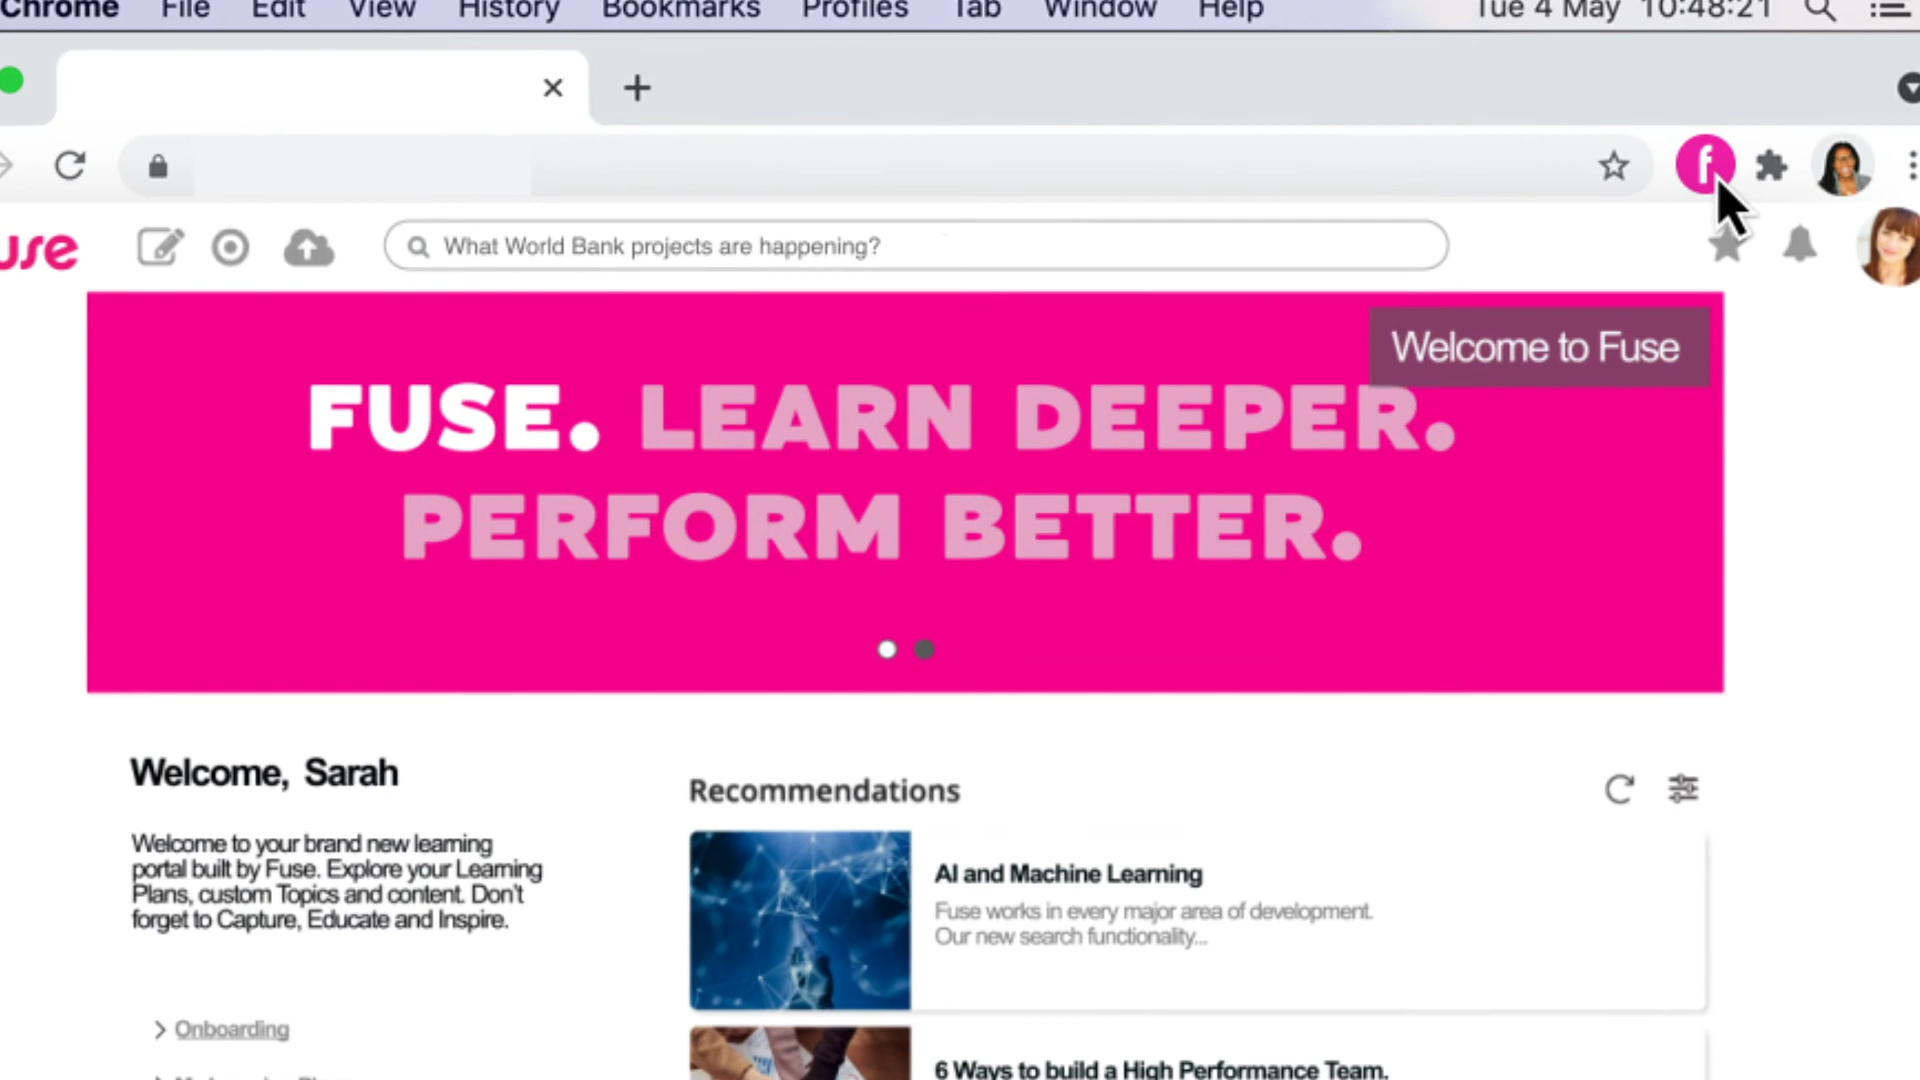 Chrome File Edit View History Bookmarks Profiles Tab Window Help Tue 4 May 10:48:21
f
use
What World Bank projects are happening?
Welcome to Fuse
FUSE. LEARN DEEPER.
PERFORM BETTER.
Welcome, Sarah
Welcome to your brand new learning
portal built by Fuse. Explore your Learning
Plans, custom Topics and content. Don't
forget to Capture, Educate and Inspire.
Onboarding
Recommendations
AI and Machine Learning
Fuse works in every major area of development.
Our new search functionality...
6 Ways to build a High Performance Team.